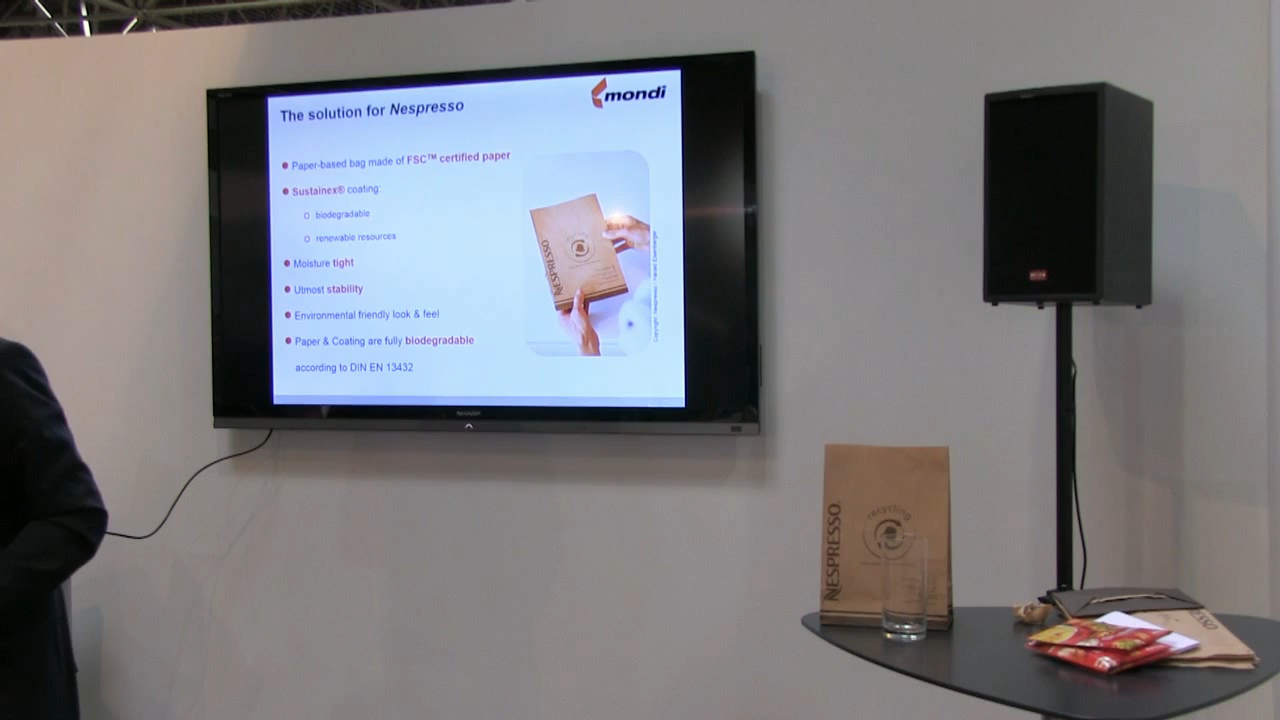 The solution for Nespresso
mondi
Paper-based bag made of FSC™ certified paper
Sustainex® coating:
biodegradable
renewable resources
Moisture tight
Utmost stability
Environmental friendly look & feel
Paper & Coating are fully biodegradable
according to DIN EN 13432
NESPRESSO
SHARP
recycling
NESPRESSO